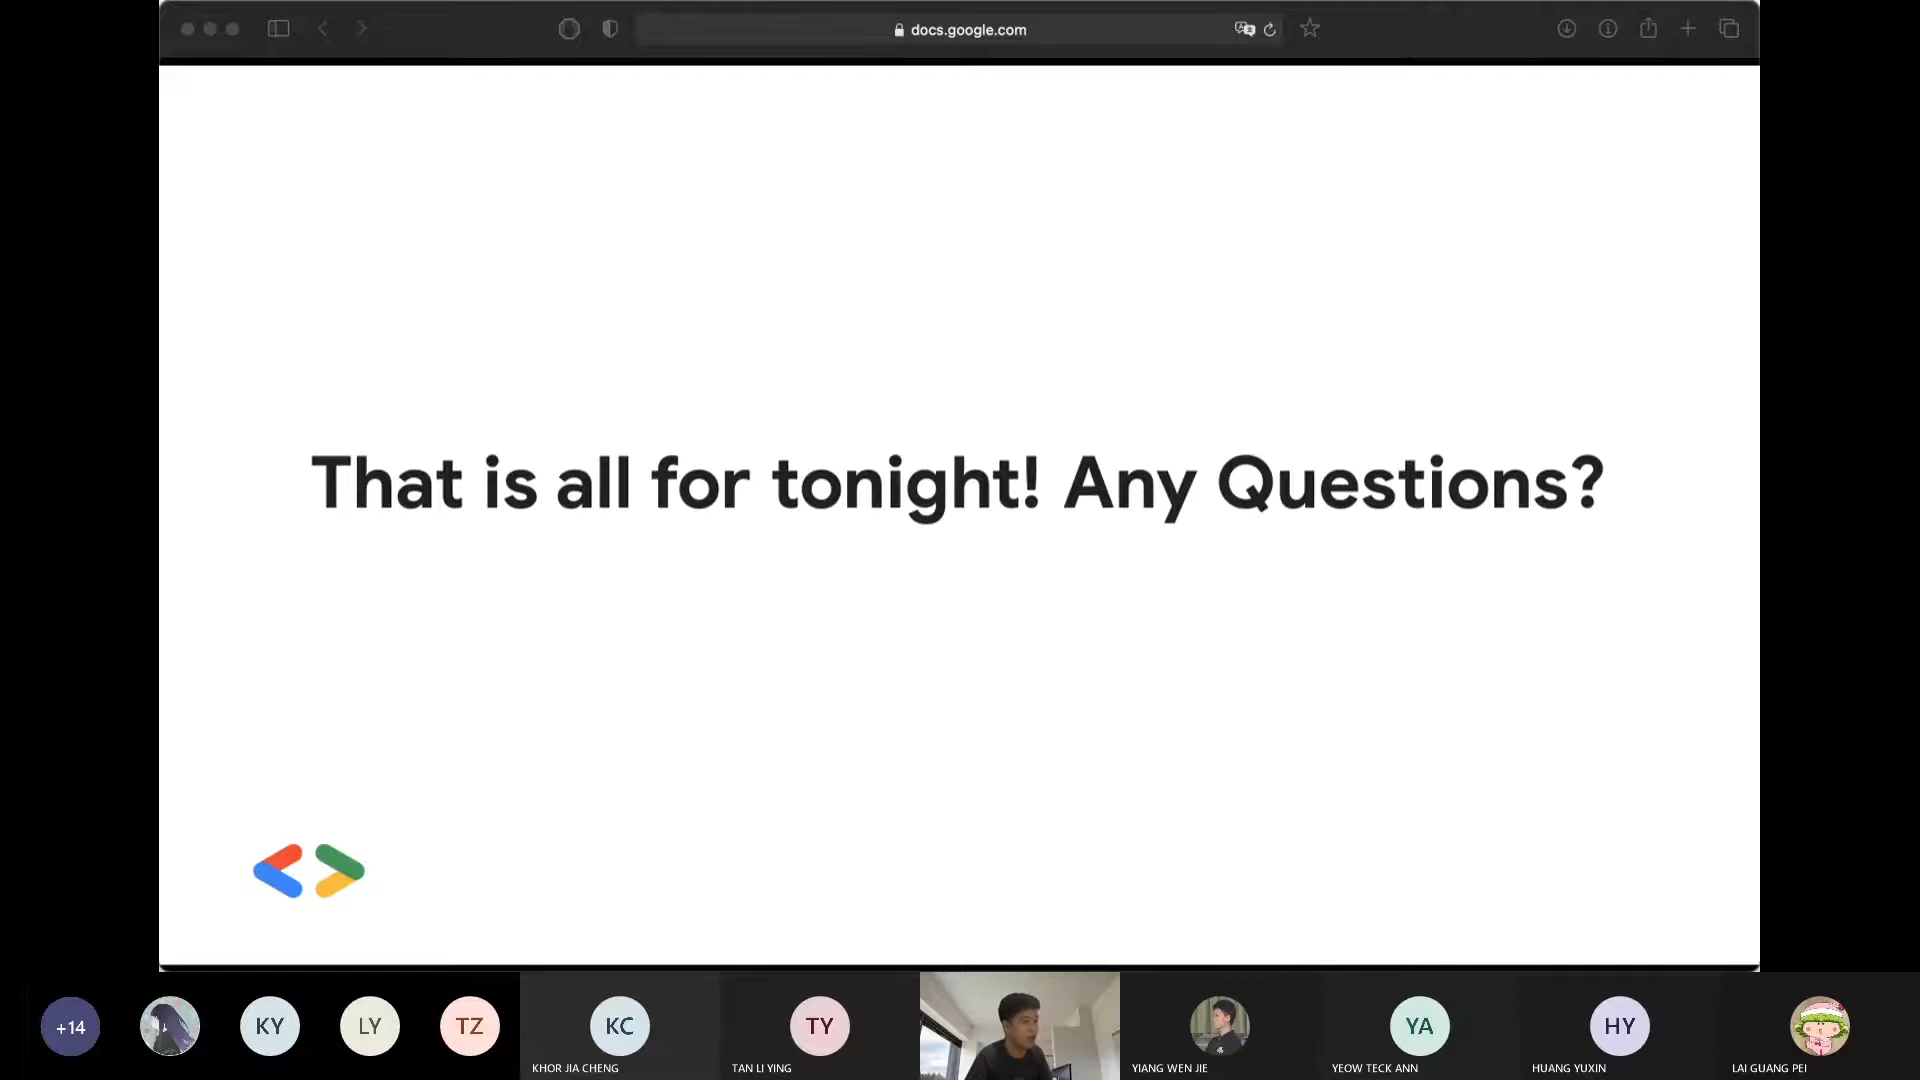 docs.google.com
That is all for tonight! Any Questions?
+14
KY
LY
TZ
KC
TY
YA
HY
KHOR JIA CHENG
TAN LI YING
YIANG WEN JIE
YEOW TECK ANN
HUANG YUXIN
LAI GUANG PEI